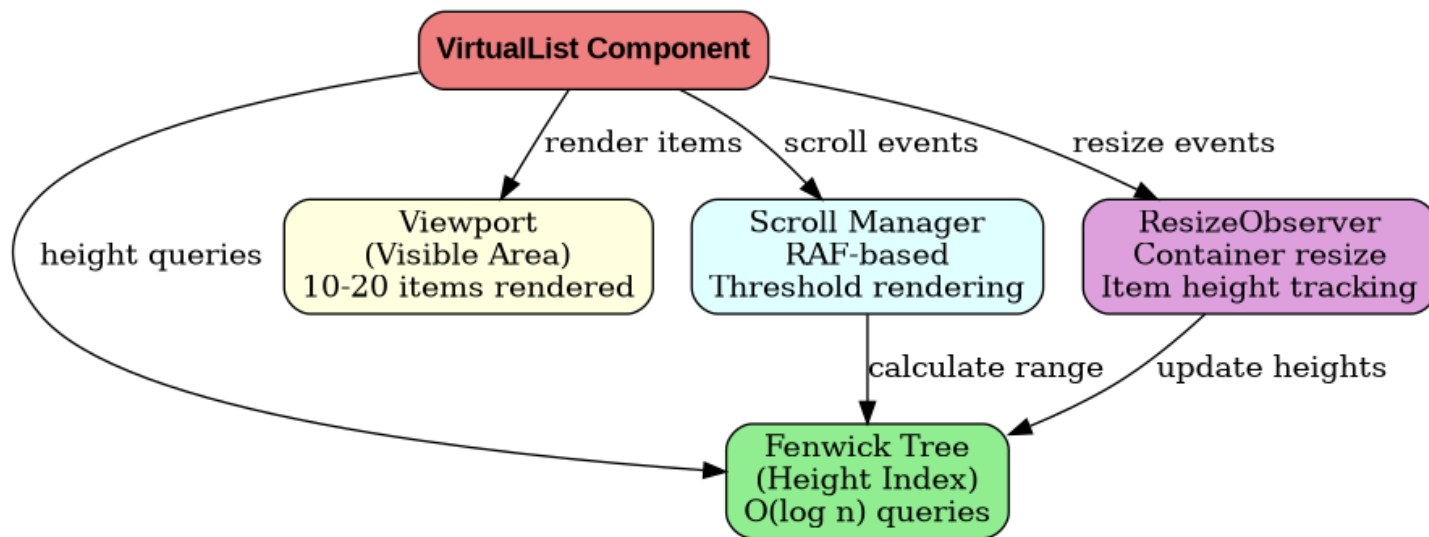 VirtualList Component
render items
scroll events
resize events
height queries
Viewport
(Visible Area)
10-20 items rendered
Scroll Manager
RAF-based
Threshold rendering
ResizeObserver
Container resize
Item height tracking
calculate range
update heights
Fenwick Tree
(Height Index)
O(log n) queries